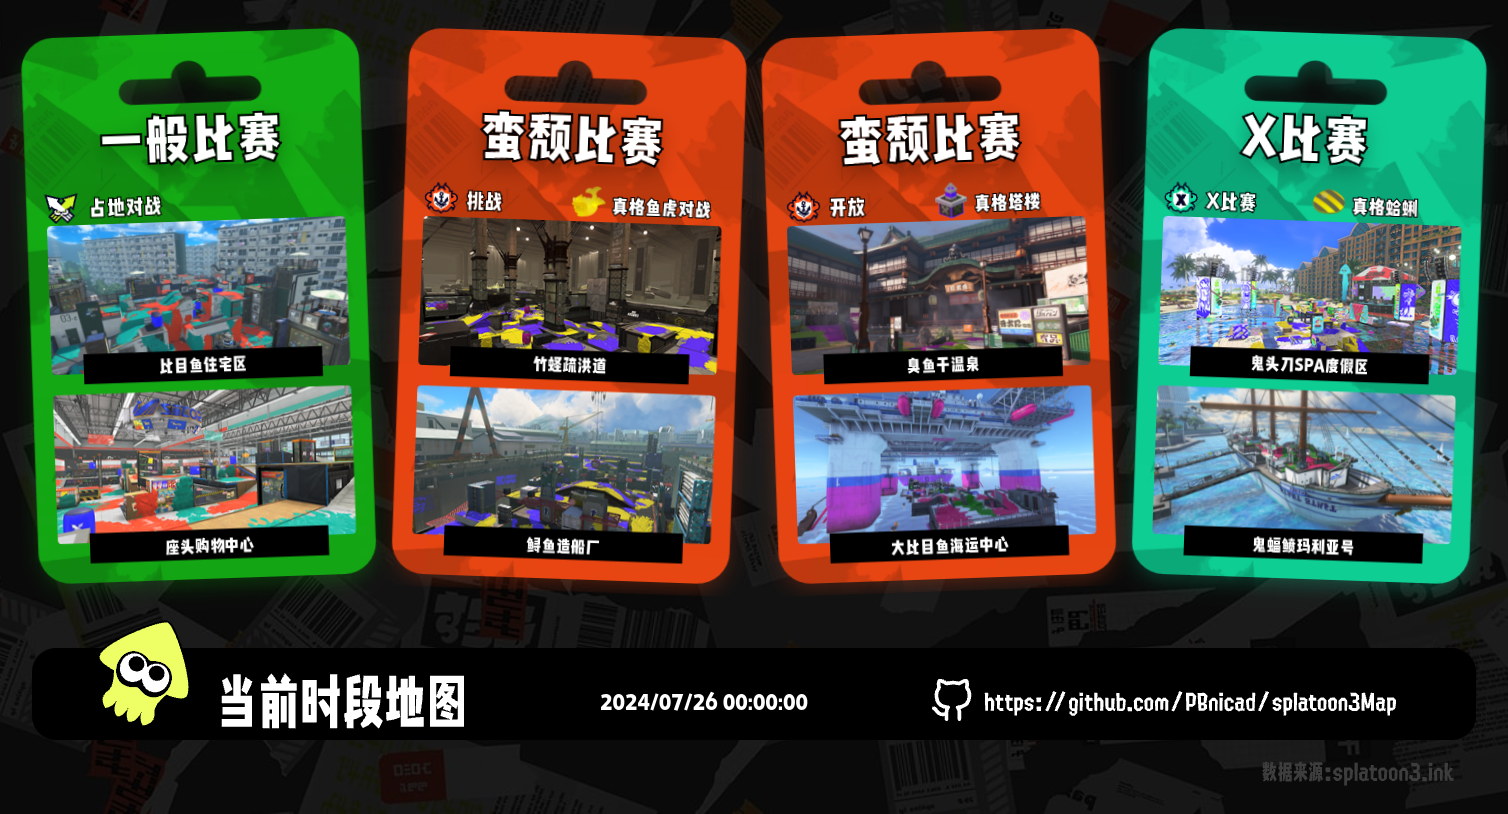 一般比赛
占地对战
比目鱼住宅区
座头购物中心
蛮颓比赛
挑战
真格鱼虎对战
竹蛏疏洪道
鲟鱼造船厂
蛮颓比赛
开放
真格塔楼
臭鱼干温泉
大比目鱼海运中心
X比赛
X比赛
真格蛤蜊
鬼头刀SPA度假区
鬼蝠鲼玛利亚号
当前时段地图
2024/07/26 00:00:00
https://github.com/PBnicad/splatoon3Map
数据来源:splatoon3.ink